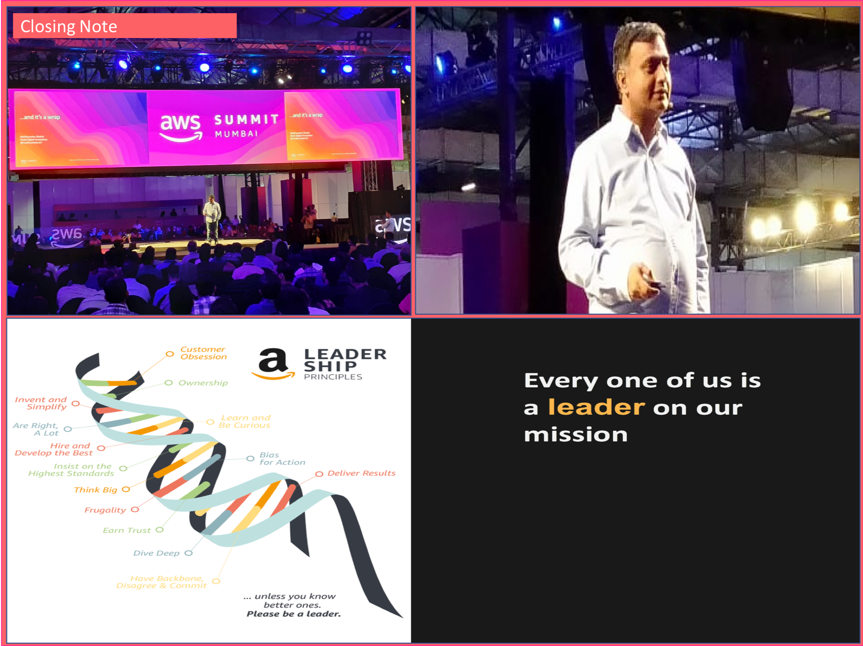 Closing Note
...and it's a wrap
aws SUMMIT
MUMBAI
...and it's a wrap
aws
aws
a LEADER
SHIP
PRINCIPLES
Customer
Obsession
Ownership
Invent and
Simplify
Learn and
Be Curious
Are Right,
A Lot
Hire and
Develop the Best
Bias
for Action
Insist on the
Highest Standards
Deliver Results
Think Big
Frugality
Earn Trust
Dive Deep
Have Backbone,
Disagree & Commit
... unless you know
better ones.
Please be a leader.
Every one of us is
a leader on our
mission